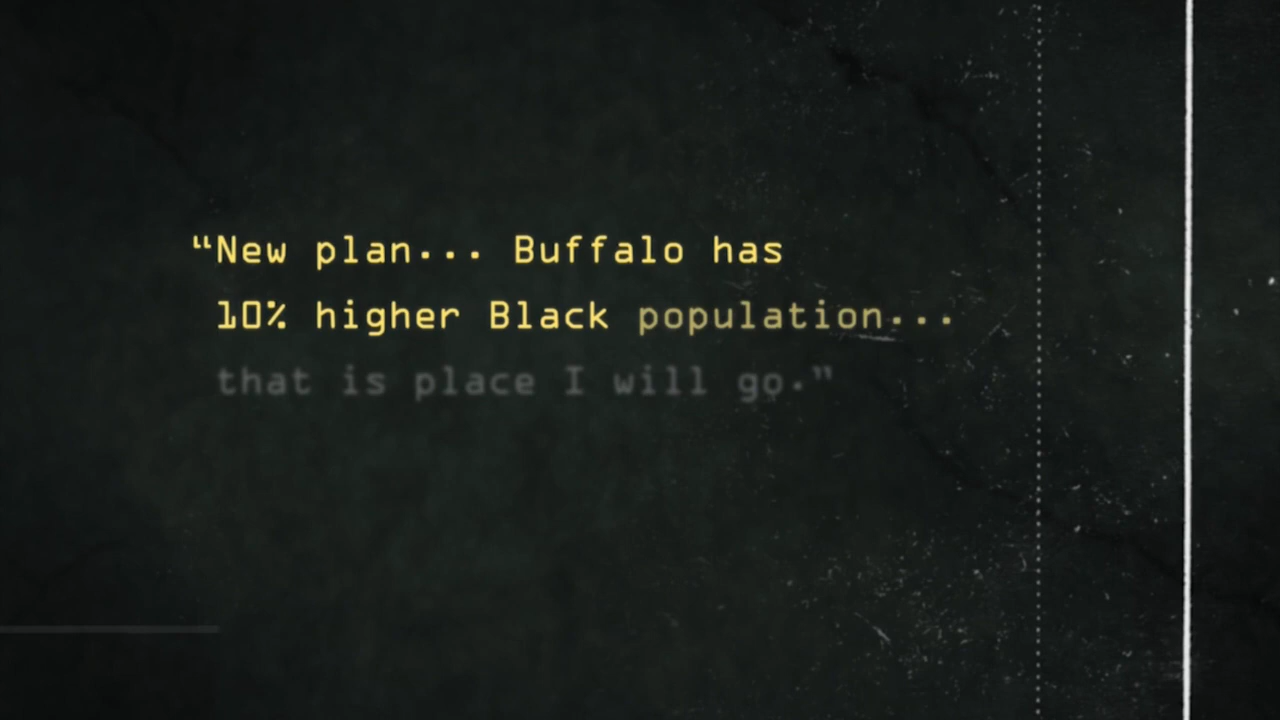 “New plan... Buffalo has
10% higher Black population...
that is place I will go.”